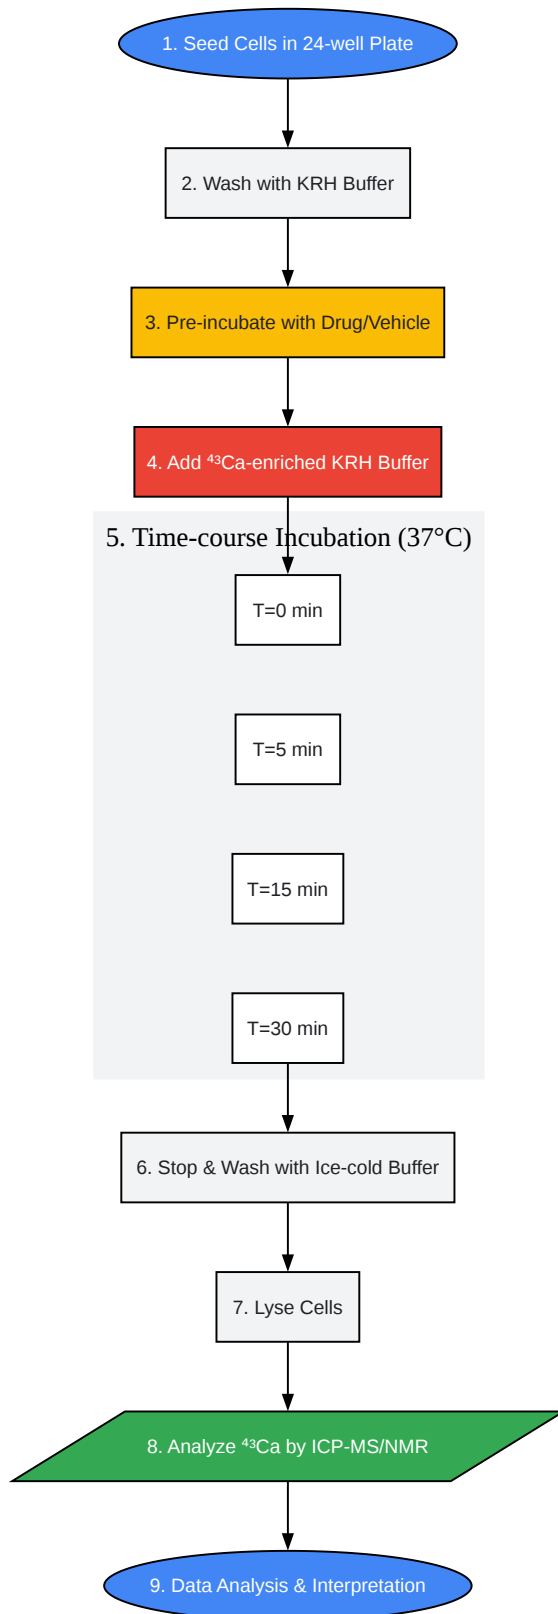 1. Seed Cells in 24-well Plate
2. Wash with KRH Buffer
3. Pre-incubate with Drug/Vehicle
4. Add ⁴³Ca-enriched KRH Buffer
5. Time-course Incubation (37°C)
T=0 min
T=5 min
T=15 min
T=30 min
6. Stop & Wash with Ice-cold Buffer
7. Lyse Cells
8. Analyze ⁴³Ca by ICP-MS/NMR
9. Data Analysis & Interpretation